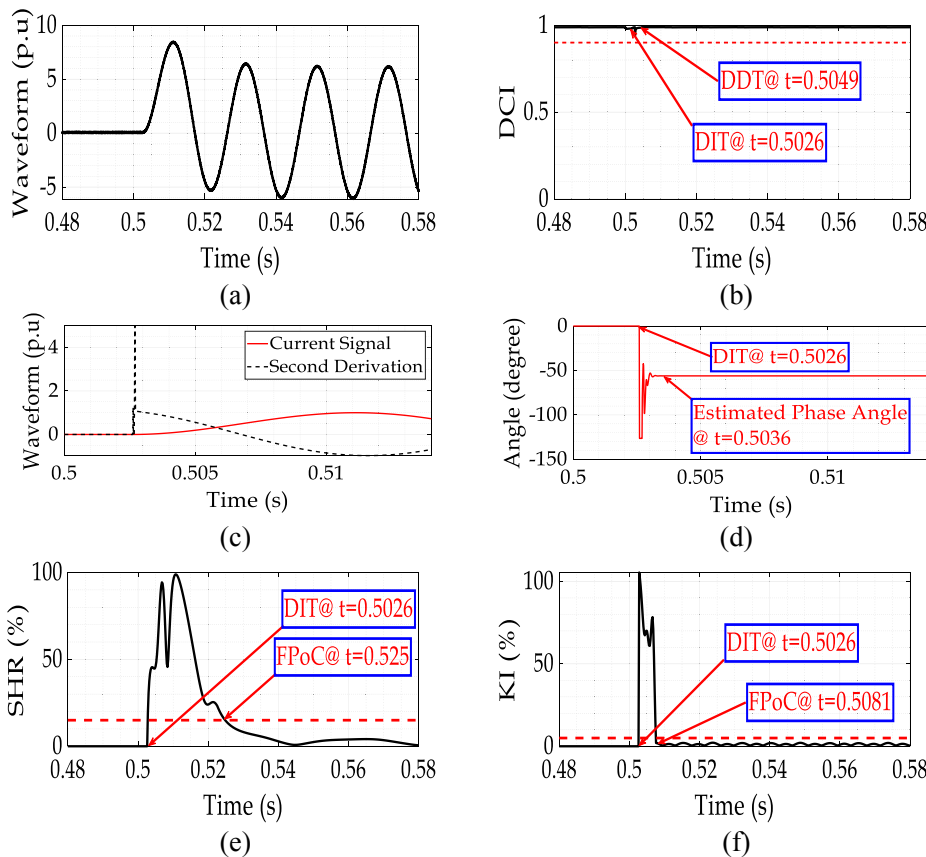 Waveform (p.u)
10
5
0
-5
0.48
0.5
0.52
0.54
0.56
0.58
Time (s)
(a)
DCI
1
0.5
0
DDT@ t=0.5049
DIT@ t=0.5026
0.48
0.5
0.52
0.54
0.56
0.58
Time (s)
(b)
Waveform (p.u)
4
2
0
Current Signal
Second Derivation
0.5
0.505
0.51
Time (s)
(c)
Angle (degree)
0
-50
-100
-150
DIT@ t=0.5026
Estimated Phase Angle
@ t=0.5036
0.5
0.505
0.51
Time (s)
(d)
SHR (%)
100
50
0
DIT@ t=0.5026
FPoC@ t=0.525
0.48
0.5
0.52
0.54
0.56
0.58
Time (s)
(e)
KI (%)
100
50
0
DIT@ t=0.5026
FPoC@ t=0.5081
0.48
0.5
0.52
0.54
0.56
0.58
Time (s)
(f)